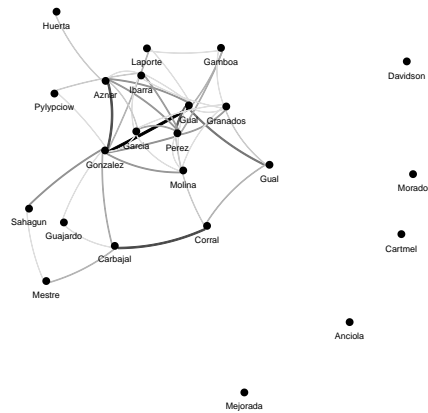 Huerta
Laporte
Gamboa
Davidson
Aznar
Ibarra
Pylypciow
Gual
Granados
Garcia
Perez
Gonzalez
Molina
Gual
Morado
Sahagun
Guajardo
Corral
Cartmel
Carbajal
Mestre
Anciola
Mejorada